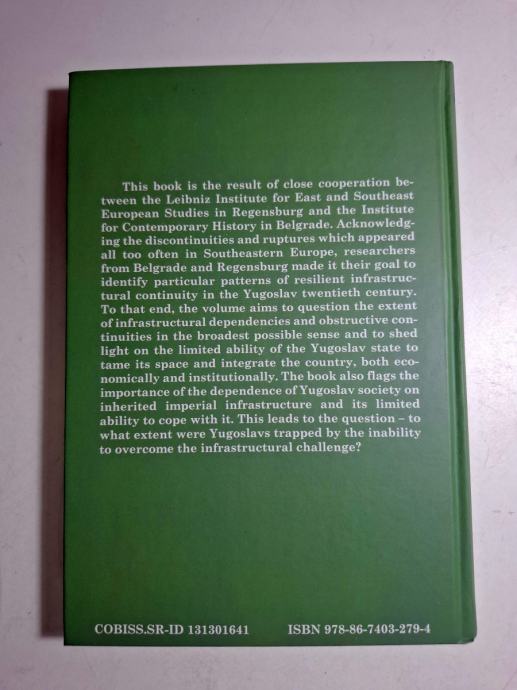 This book is the result of close cooperation be-
tween the Leibniz Institute for East and Southeast
European Studies in Regensburg and the Institute
for Contemporary History in Belgrade. Acknowledg-
ing the discontinuities and ruptures which appeared
all too often in Southeastern Europe, researchers
from Belgrade and Regensburg made it their goal to
identify particular patterns of resilient infrastruc-
tural continuity in the Yugoslav twentieth century.
To that end, the volume aims to question the extent
of infrastructural dependencies and obstructive con-
tinuities in the broadest possible sense and to shed
light on the limited ability of the Yugoslav state to
tame its space and integrate the country, both eco-
nomically and institutionally. The book also flags the
importance of the dependence of Yugoslav society on
inherited imperial infrastructure and its limited
ability to cope with it. This leads to the question – to
what extent were Yugoslavs trapped by the inability
to overcome the infrastructural challenge?
COBISS.SR-ID 131301641 ISBN 978-86-7403-279-4